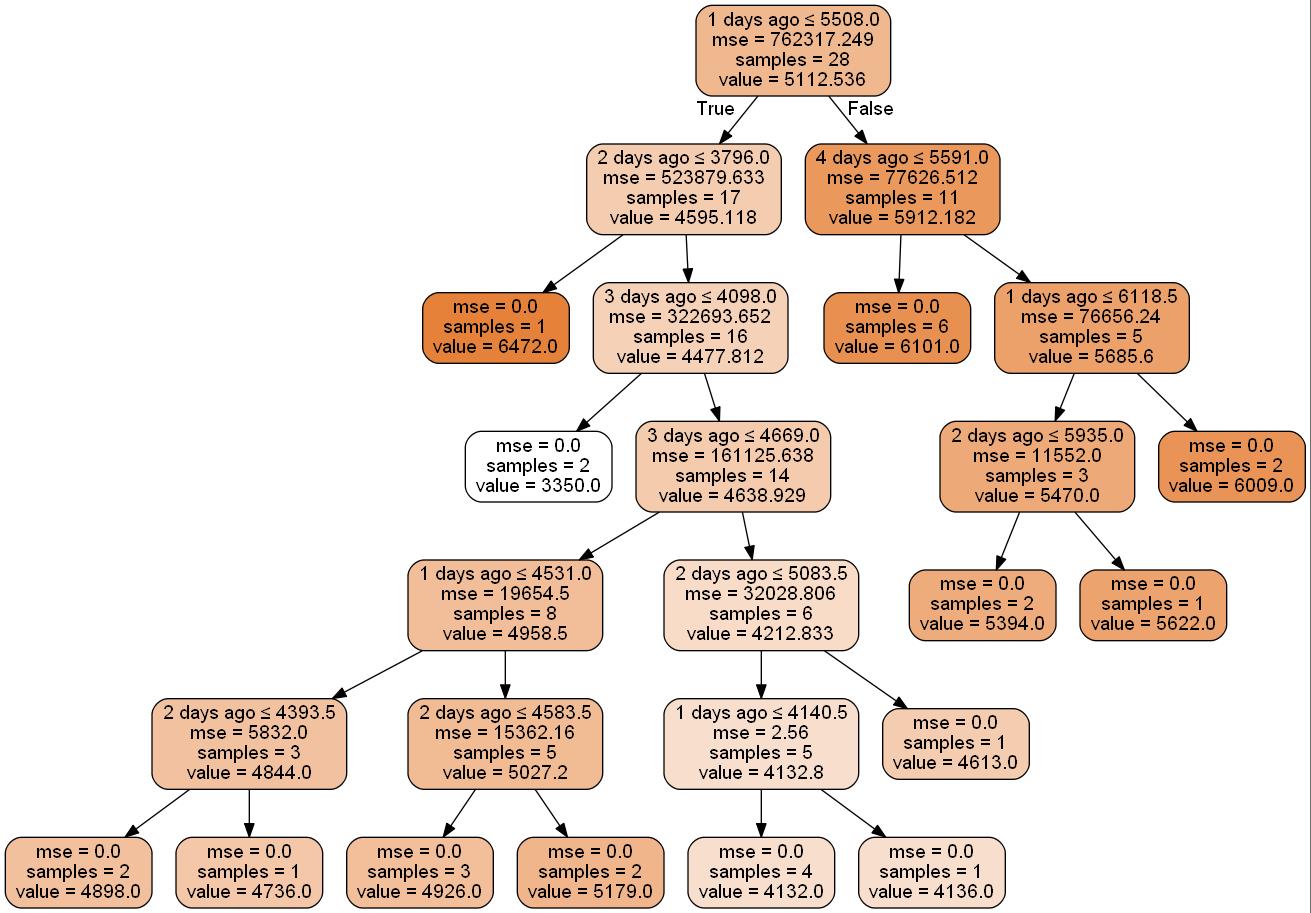 1 days ago ≤ 5508.0
mse = 762317.249
samples = 28
value = 5112.536
True
False
2 days ago ≤ 3796.0
mse = 523879.633
samples = 17
value = 4595.118
4 days ago ≤ 5591.0
mse = 77626.512
samples = 11
value = 5912.182
mse = 0.0
samples = 1
value = 6472.0
3 days ago ≤ 4098.0
mse = 322693.652
samples = 16
value = 4477.812
mse = 0.0
samples = 6
value = 6101.0
1 days ago ≤ 6118.5
mse = 76656.24
samples = 5
value = 5685.6
mse = 0.0
samples = 2
value = 3350.0
3 days ago ≤ 4669.0
mse = 161125.638
samples = 14
value = 4638.929
2 days ago ≤ 5935.0
mse = 11552.0
samples = 3
value = 5470.0
mse = 0.0
samples = 2
value = 6009.0
1 days ago ≤ 4531.0
mse = 19654.5
samples = 8
value = 4958.5
2 days ago ≤ 5083.5
mse = 32028.806
samples = 6
value = 4212.833
mse = 0.0
samples = 2
value = 5394.0
mse = 0.0
samples = 1
value = 5622.0
2 days ago ≤ 4393.5
mse = 5832.0
samples = 3
value = 4844.0
2 days ago ≤ 4583.5
mse = 15362.16
samples = 5
value = 5027.2
1 days ago ≤ 4140.5
mse = 2.56
samples = 5
value = 4132.8
mse = 0.0
samples = 1
value = 4613.0
mse = 0.0
samples = 2
value = 4898.0
mse = 0.0
samples = 1
value = 4736.0
mse = 0.0
samples = 3
value = 4926.0
mse = 0.0
samples = 2
value = 5179.0
mse = 0.0
samples = 4
value = 4132.0
mse = 0.0
samples = 1
value = 4136.0